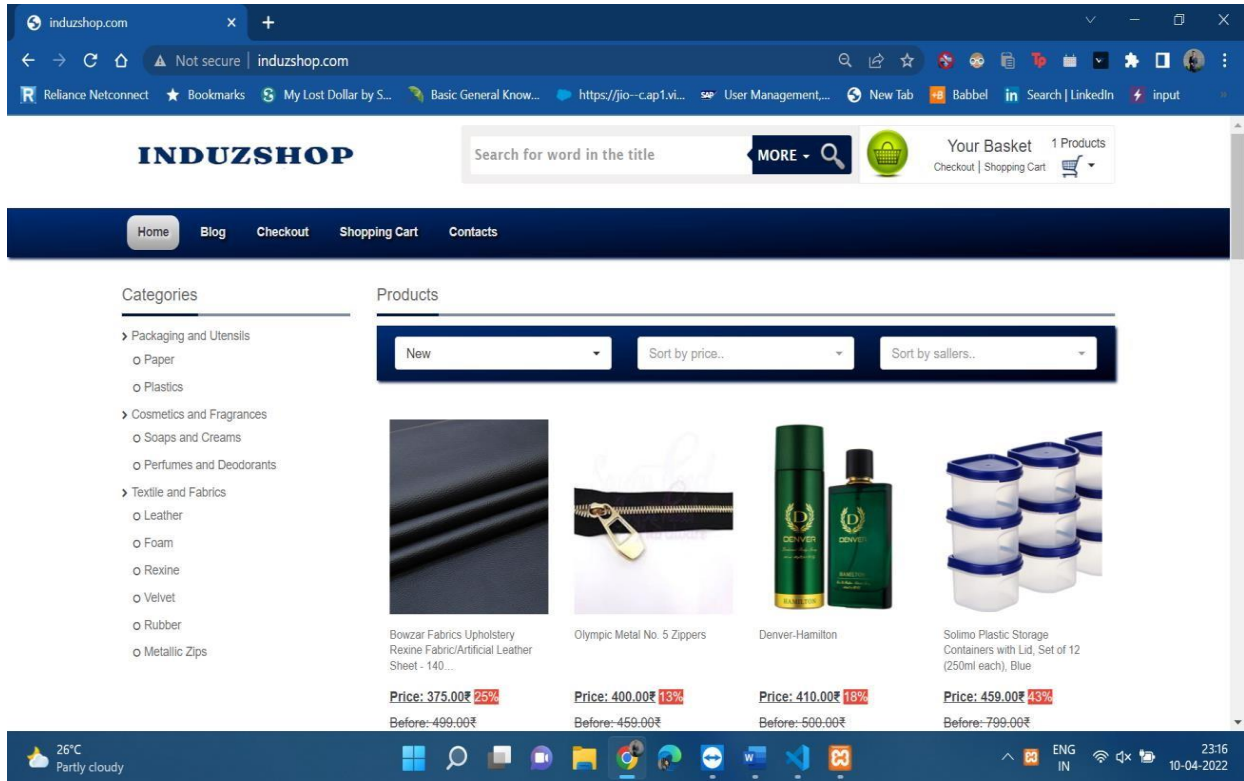 induzshop.com
Not secure | induzshop.com
Reliance Netconnect Bookmarks My Lost Dollar by S... Basic General Know... https://jio--c.ap1.vi... User Management,... New Tab Babbel Search | LinkedIn input
INDUZSHOP
Search for word in the title
MORE
Your Basket 1 Products
Checkout | Shopping Cart
Home Blog Checkout Shopping Cart Contacts
Categories
Packaging and Utensils
Paper
Plastics
Cosmetics and Fragrances
Soaps and Creams
Perfumes and Deodorants
Textile and Fabrics
Leather
Foam
Rexine
Velvet
Rubber
Metallic Zips
Products
New Sort by price.. Sort by sallers..
D
DENVER
HAMILTON
D
DENVER
HAMILTON
Bowzar Fabrics Upholstery
Rexine Fabric/Artificial Leather
Sheet - 140...
Price: 375.00₹ 25%
Before: 499.00₹
Olympic Metal No. 5 Zippers
Price: 400.00₹ 13%
Before: 459.00₹
Denver-Hamilton
Price: 410.00₹ 18%
Before: 500.00₹
Solimo Plastic Storage
Containers with Lid, Set of 12
(250ml each), Blue
Price: 459.00₹ 43%
Before: 799.00₹
26°C
Partly cloudy
ENG
IN
23:16
10-04-2022